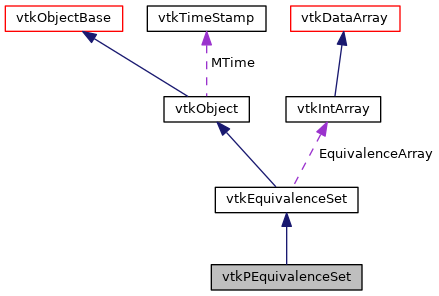 vtkObjectBase
vtkTimeStamp
vtkDataArray
MTime
vtkObject
vtkIntArray
EquivalenceArray
vtkEquivalenceSet
vtkPEquivalenceSet